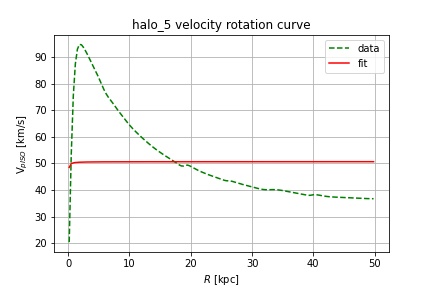 halo_5 velocity rotation curve
data
fit
V_pISO [km/s]
90
80
70
60
50
40
30
20
0
10
20
30
40
50
R [kpc]